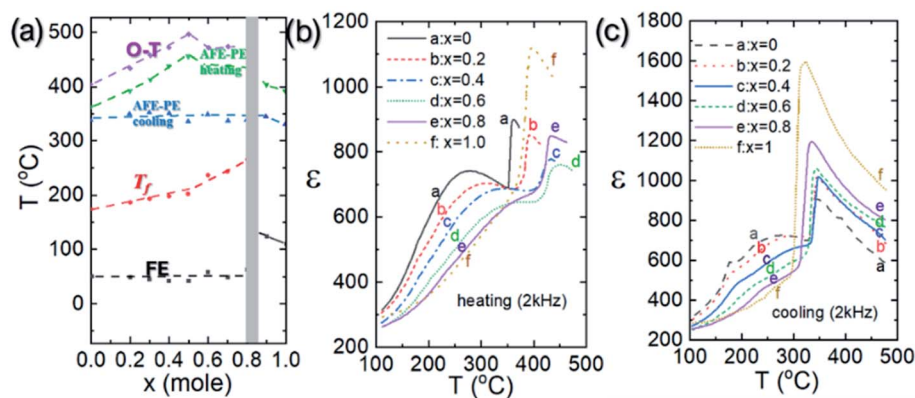 (a)
500
400
300
200
100
0
T (°C)
O-T
AFE-PE
heating
AFE-PE
cooling
Tf
FE
0.0 0.2 0.4 0.6 0.8 1.0
x (mole)
(b)
1200
1000
800
600
400
200
ε
a:x=0
b:x=0.2
c:x=0.4
d:x=0.6
e:x=0.8
f: x=1.0
a
b
c
d
e
f
a
b
c
d
e
f
heating (2kHz)
100 200 300 400 500
T (°C)
(c)
1800
1600
1400
1200
1000
800
600
400
200
ε
a:x=0
b:x=0.2
c:x=0.4
d:x=0.6
e:x=0.8
f:x=1
a
b
c
d
e
f
f
e
d
c
b
a
cooling (2kHz)
100 200 300 400 500
T (°C)